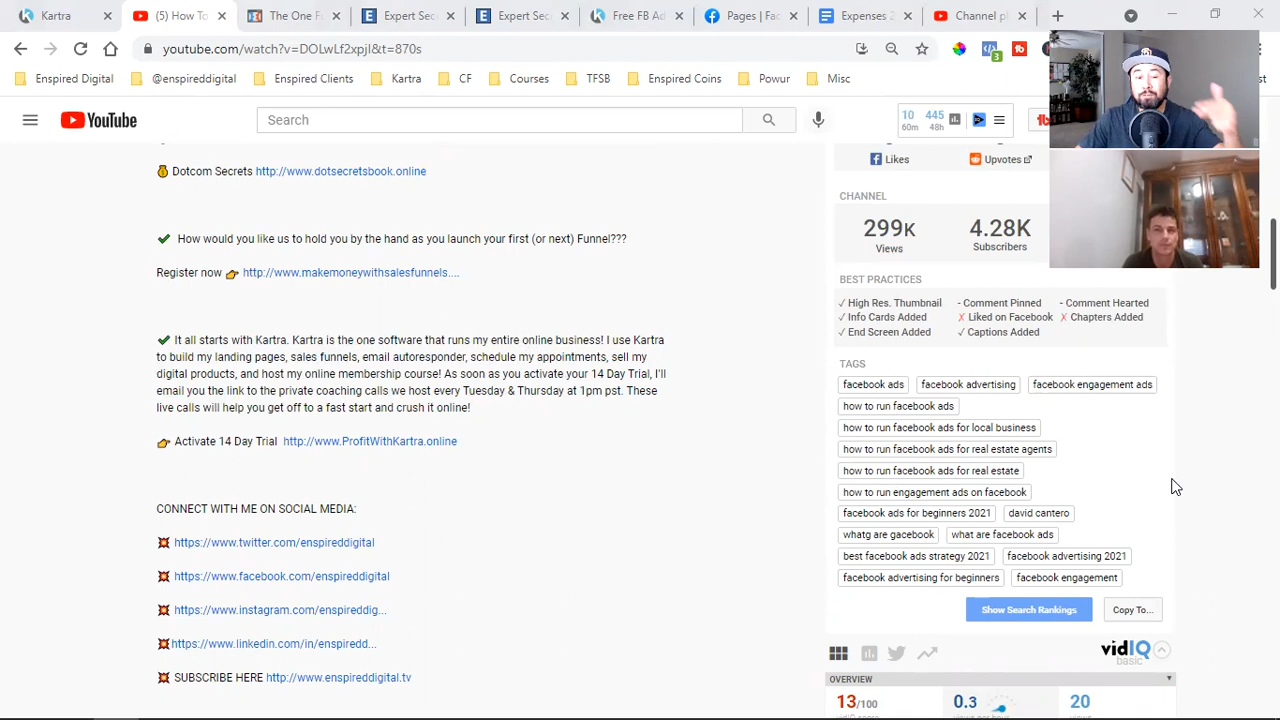 Kartra
(5) How To
The One F
Expert Sec
Expert Sec
Free FB Ad
Pages | Fac
Expenses 2
Channel pl
youtube.com/watch?v=DOLwLf2xpjI&t=870s
Enspired Digital
@enspireddigital
Enspired Clients
Kartra
CF
Courses
TFSB
Enspired Coins
Powur
Misc
YouTube
Search
10 60m
445 48h
Dotcom Secrets http://www.dotsecretsbook.online
How would you like us to hold you by the hand as you launch your first (or next) Funnel???
Register now http://www.makemoneywithsalesfunnels....
It all starts with Kartra. Kartra is the one software that runs my entire online business! I use Kartra
to build my landing pages, sales funnels, email autoresponder, schedule my appointments, sell my
digital products, and host my online membership course! As soon as you activate your 14 Day Trial, I'll
email you the link to the private coaching calls we host every Tuesday & Thursday at 1pm pst. These
live calls will help you get off to a fast start and crush it online!
Activate 14 Day Trial http://www.ProfitWithKartra.online
CONNECT WITH ME ON SOCIAL MEDIA:
https://www.twitter.com/enspireddigital
https://www.facebook.com/enspireddigital
https://www.instagram.com/enspireddig...
https://www.linkedin.com/in/enspiredd...
SUBSCRIBE HERE http://www.enspireddigital.tv
Likes
Upvotes
CHANNEL
299K 4.28K
Views Subscribers
BEST PRACTICES
✓ High Res. Thumbnail - Comment Pinned - Comment Hearted
✓ Info Cards Added ✗ Liked on Facebook ✗ Chapters Added
✓ End Screen Added ✓ Captions Added
TAGS
facebook ads facebook advertising facebook engagement ads
how to run facebook ads
how to run facebook ads for local business
how to run facebook ads for real estate agents
how to run facebook ads for real estate
how to run engagement ads on facebook
facebook ads for beginners 2021 david cantero
whatg are gacebook what are facebook ads
best facebook ads strategy 2021 facebook advertising 2021
facebook advertising for beginners facebook engagement
Show Search Rankings Copy To...
vidIQ
basic
OVERVIEW
13/100 0.3 20